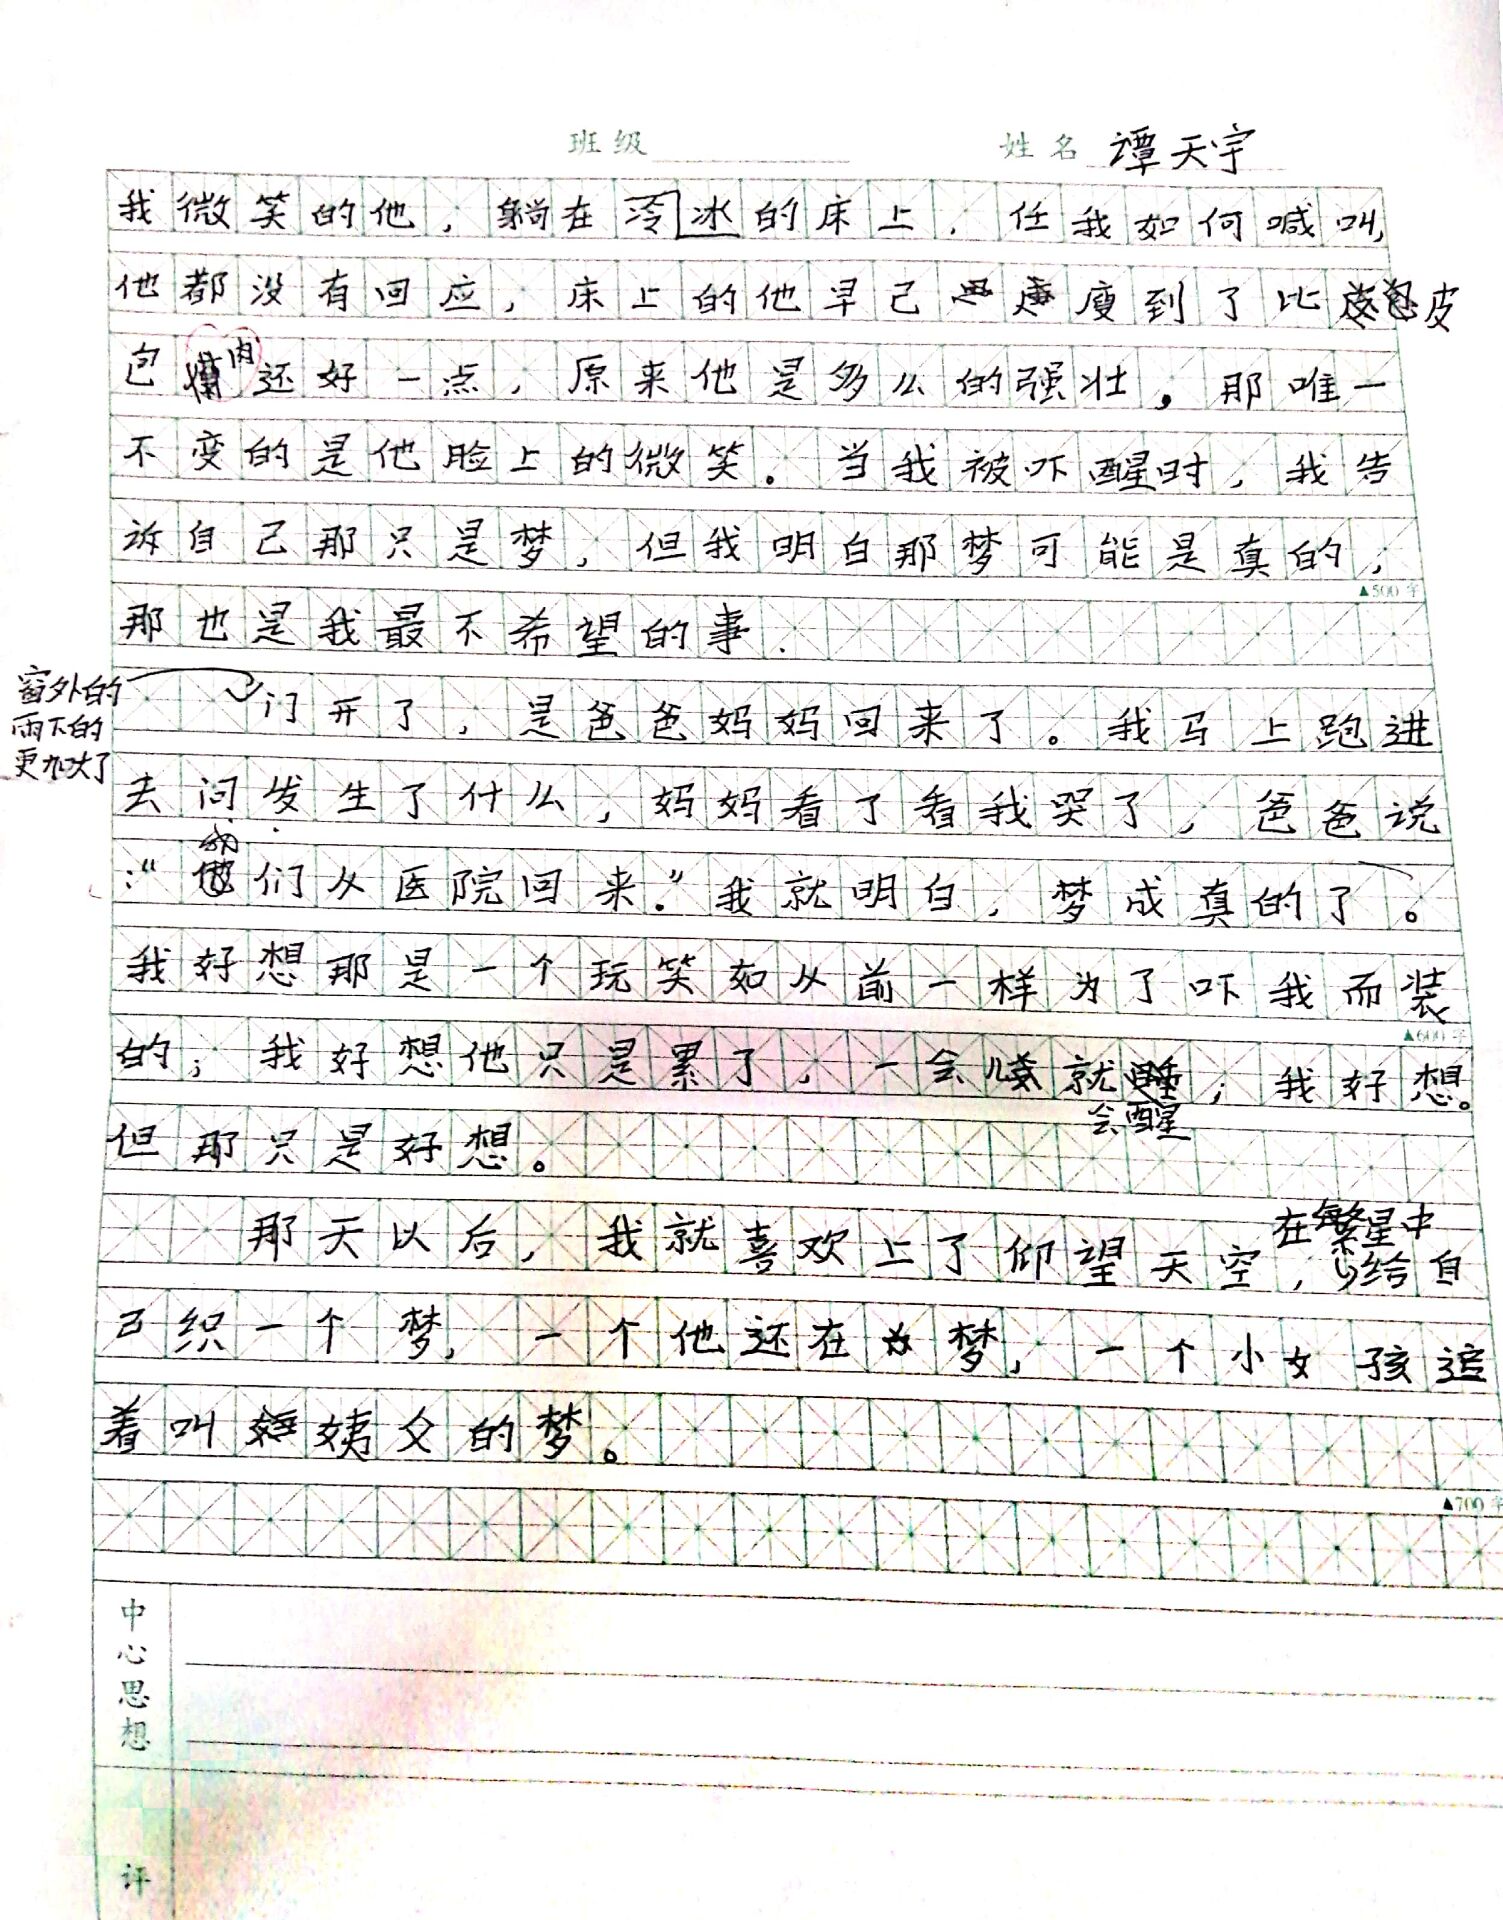 班级 姓名 谭天宇
我微笑的他，躺在冷冰的床上，任我如何喊叫，
他都没有回应，床上的他早已瘦到了比皮
包肉还好一点，原来他是多么的强壮，那唯一
不变的是他脸上的微笑。当我被吓醒时，我告
诉自己那只是梦，但我明白那梦可能是真的，
▲500字
那也是我最不希望的事.
窗外的
雨下的
更加大了
门开了，是爸爸妈妈回来了。我马上跑进
去问发生了什么，妈妈看了看我哭了，爸爸说
：“我们从医院回来.”我就明白，梦成真的了。
我好想那是一个玩笑如从前一样为了吓我而装
▲600字
的；我好想他只是累了，一会儿就会醒；我好想。
但那只是好想。
那天以后，我就喜欢上了仰望天空，在繁星中给自
己织一个梦，一个他还在的梦，一个小女孩追
着叫姨父的梦。
▲700字
中心思想
评